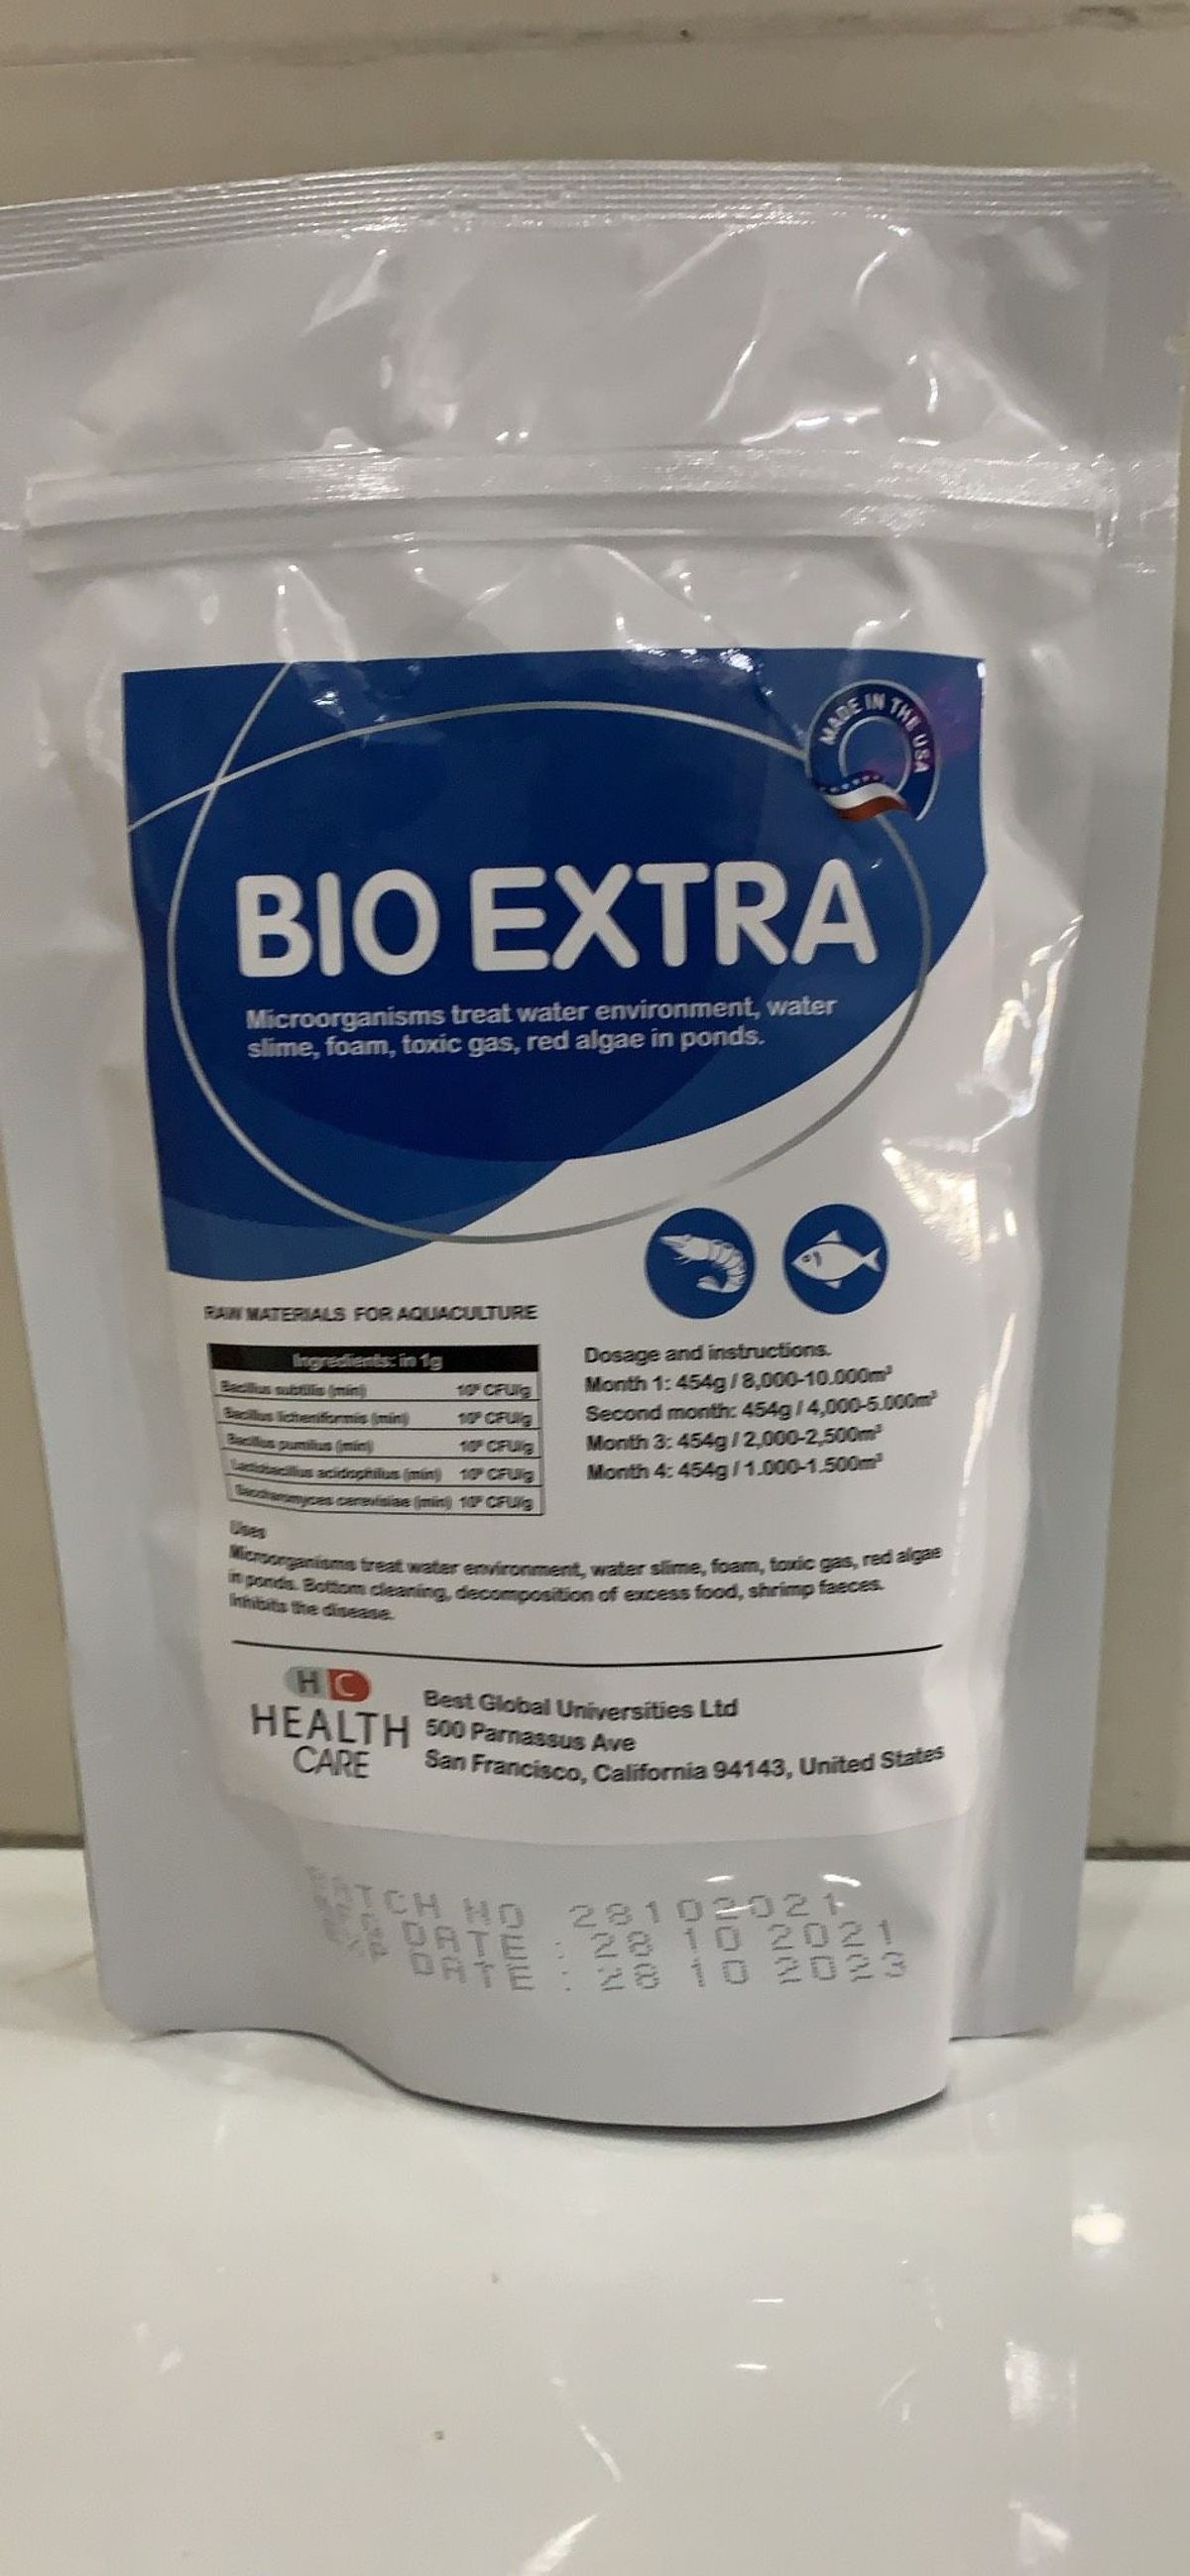 MADE IN THE USA
BIO EXTRA
Microorganisms treat water environment, water
slime, foam, toxic gas, red algae in ponds.
RAW MATERIALS FOR AQUACULTURE
Ingredients: in 1g
Bacillus subtilis (min) CFU/g
Bacillus licheniformis (min) CFU/g
Bacillus pumilus (min) CFU/g
Lactobacillus acidophilus (min) CFU/g
Saccharomyces cerevisiae (min) CFU/g
Dosage and instructions.
Month 1: 454g / 8,000-10.000m³
Second month: 454g / 4,000-5.000m³
Month 3: 454g / 2,000-2,500m³
Month 4: 454g / 1.000-1.500m³
Uses
Microorganisms treat water environment, water slime, foam, toxic gas, red algae
in ponds. Bottom cleaning, decomposition of excess food, shrimp faeces.
Inhibits the disease.
HC
HEALTH
CARE
Best Global Universities Ltd
500 Parnassus Ave
San Francisco, California 94143, United States
BATCH NO 28102021
DATE : 28 10 2021
DATE : 28 10 2023